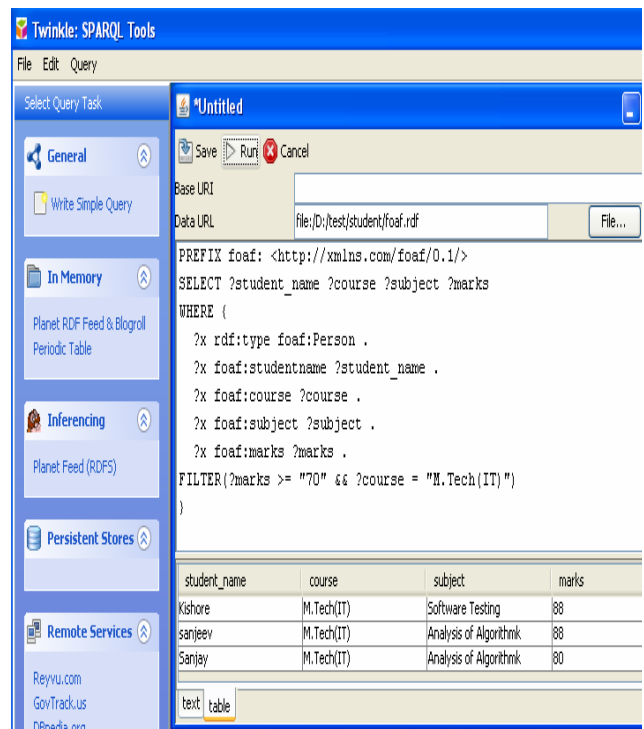 Twinkle: SPARQL Tools
File Edit Query
Select Query Task
General
Write Simple Query
In Memory
Planet RDF Feed & Blogroll
Periodic Table
Inferencing
Planet Feed (RDFS)
Persistent Stores
Remote Services
Reyvu.com
GovTrack.us
DBpedia.org
*Untitled
Save Run Cancel
Base URI
Data URL file:/D:/test/student/foaf.rdf File...
PREFIX foaf: <http://xmlns.com/foaf/0.1/>
SELECT ?student_name ?course ?subject ?marks
WHERE {
?x rdf:type foaf:Person .
?x foaf:studentname ?student_name .
?x foaf:course ?course .
?x foaf:subject ?subject .
?x foaf:marks ?marks .
FILTER(?marks >= "70" && ?course = "M.Tech(IT)")
}
student_name course subject marks
Kishore M.Tech(IT) Software Testing 88
sanjeev M.Tech(IT) Analysis of Algorithmk 88
Sanjay M.Tech(IT) Analysis of Algorithmk 80
text table